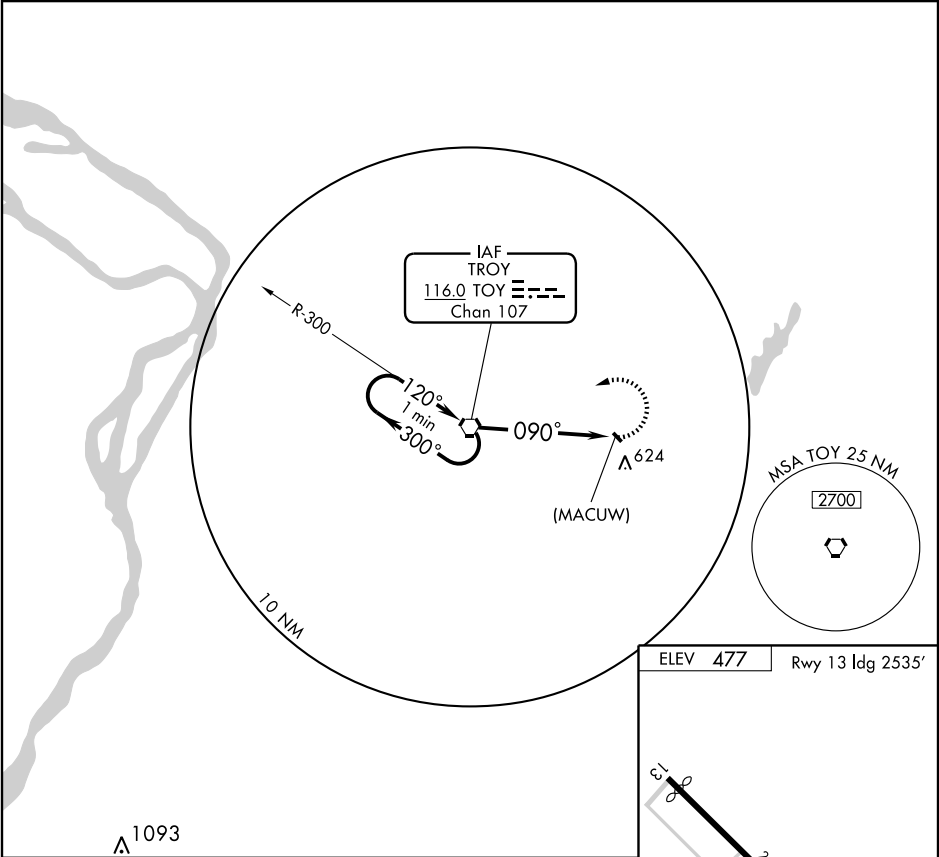 IAF
TROY
116.0 TOY
Chan 107
R-300
120°
1 min
300°
090°
624
(MACUW)
MSA TOY 25 NM
2700
10 NM
ELEV 477
Rwy 13 ldg 2535'
13
1093